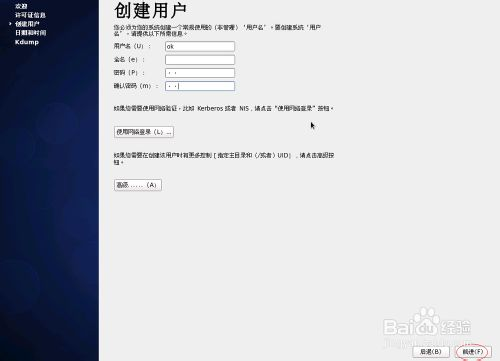 欢迎
许可证信息
创建用户
日期和时间
Kdump
创建用户
您必须为您的系统创建一个常规使用的（非管理）'用户名'。要创建系统'用户
名'，请提供以下所需信息。
用户名（U）：
ok
全名（e）：
密码（P）：
确认密码（m）：
如果您需要使用网络验证，比如 Kerberos 或者 NIS，请点击“使用网络登录”按钮。
使用网络登录（L）...
如果您需要在创建该用户时有更多控制 [ 指定主目录和（/或者）UID），请点击高级按
钮。
高级……（A）
Baidu 经验
后退(B)
前进(F)